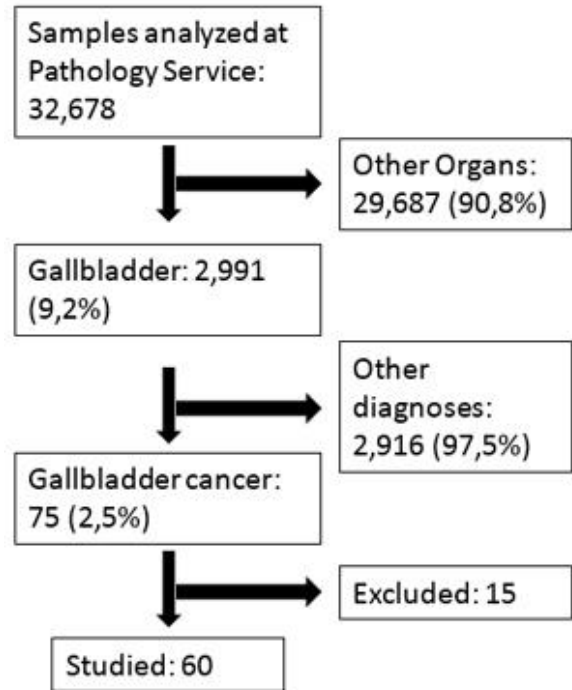 Samples analyzed at
Pathology Service:
32,678
Other Organs:
29,687 (90,8%)
Gallbladder: 2,991
(9,2%)
Other
diagnoses:
2,916 (97,5%)
Gallbladder cancer:
75 (2,5%)
Excluded: 15
Studied: 60